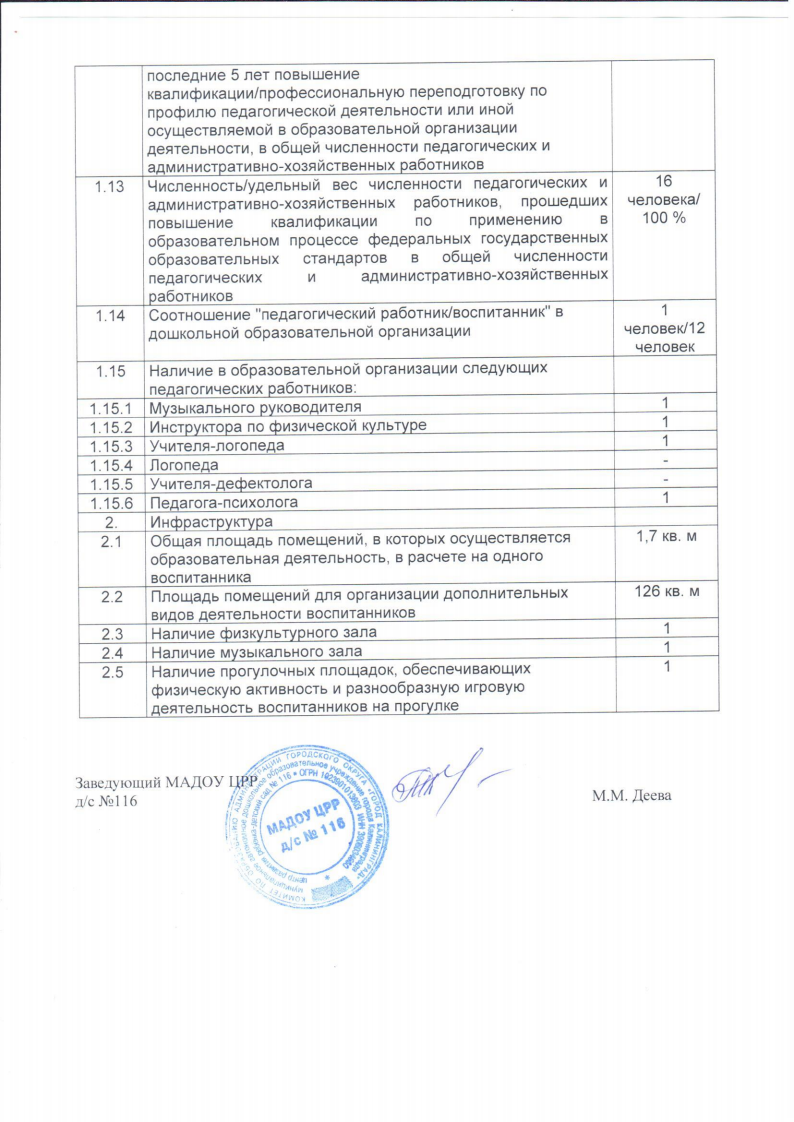 последние 5 лет повышение
квалификации/профессиональную переподготовку по
профилю педагогической деятельности или иной
осуществляемой в образовательной организации
деятельности, в общей численности педагогических и
административно-хозяйственных работников
1.13 Численность/удельный вес численности педагогических и 16
административно-хозяйственных работников, прошедших человека/
повышение квалификации по применению в 100 %
образовательном процессе федеральных государственных
образовательных стандартов в общей численности
педагогических и административно-хозяйственных
работников
1.14 Соотношение "педагогический работник/воспитанник" в 1
дошкольной образовательной организации человек/12
человек
1.15 Наличие в образовательной организации следующих
педагогических работников:
1.15.1 Музыкального руководителя 1
1.15.2 Инструктора по физической культуре 1
1.15.3 Учителя-логопеда 1
1.15.4 Логопеда -
1.15.5 Учителя-дефектолога -
1.15.6 Педагога-психолога 1
2. Инфраструктура
2.1 Общая площадь помещений, в которых осуществляется 1,7 кв. м
образовательная деятельность, в расчете на одного
воспитанника
2.2 Площадь помещений для организации дополнительных 126 кв. м
видов деятельности воспитанников
2.3 Наличие физкультурного зала 1
2.4 Наличие музыкального зала 1
2.5 Наличие прогулочных площадок, обеспечивающих 1
физическую активность и разнообразную игровую
деятельность воспитанников на прогулке
Заведующий МАДОУ ЦРР
д/с №116 М.М. Деева
МАДОУ ЦРР
д/с № 116